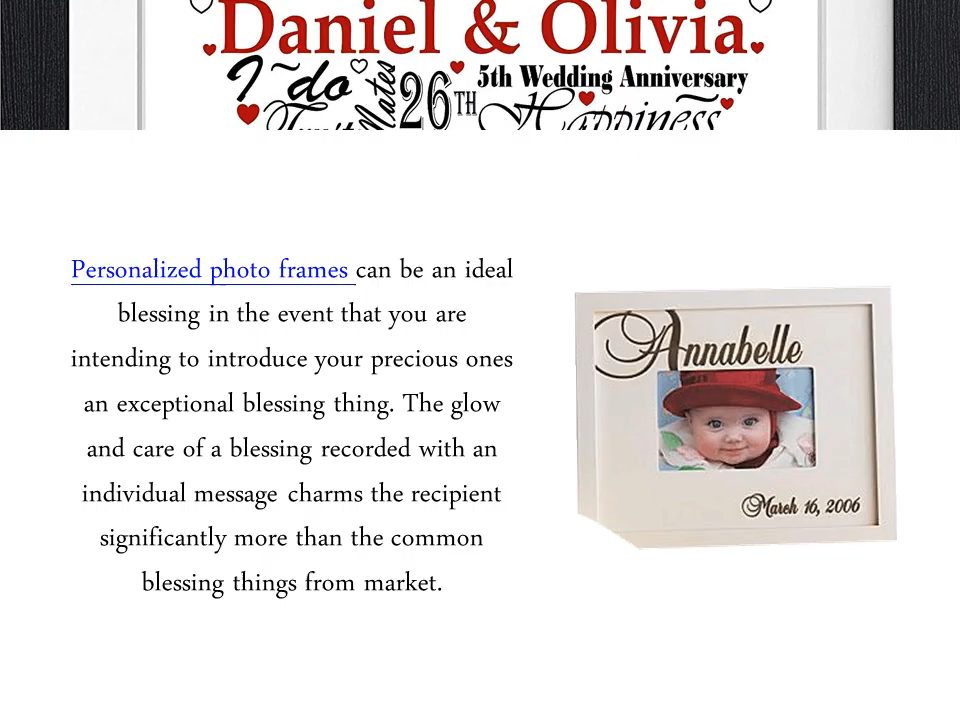 Daniel & Olivia
I do
Mates
26TH
5th Wedding Anniversary
Happiness
Personalized photo frames can be an ideal
blessing in the event that you are
intending to introduce your precious ones
an exceptional blessing thing. The glow
and care of a blessing recorded with an
individual message charms the recipient
significantly more than the common
blessing things from market.
Annabelle
March 16, 2006